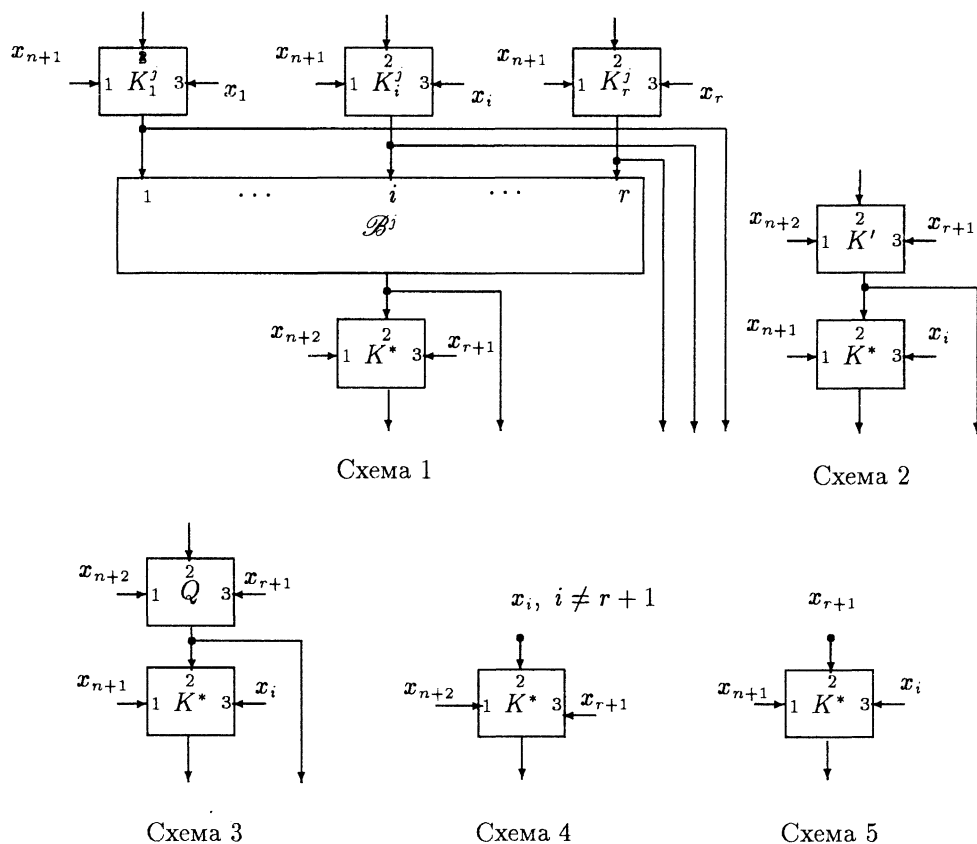 x_{n+1} 2 1 K_1^j 3 x_1
x_{n+1} 2 1 K_i^j 3 x_i
x_{n+1} 2 1 K_r^j 3 x_r
1 ··· i ··· r
ℬ^j
x_{n+2} 2 1 K* 3 x_{r+1}
Схема 1
x_{n+2} 2 1 K′ 3 x_{r+1}
x_{n+1} 2 1 K* 3 x_i
Схема 2
x_{n+2} 2 1 Q 3 x_{r+1}
x_{n+1} 2 1 K* 3 x_i
Схема 3
x_i, i ≠ r + 1
x_{n+2} 2 1 K* 3 x_{r+1}
Схема 4
x_{r+1}
x_{n+1} 2 1 K* 3 x_i
Схема 5